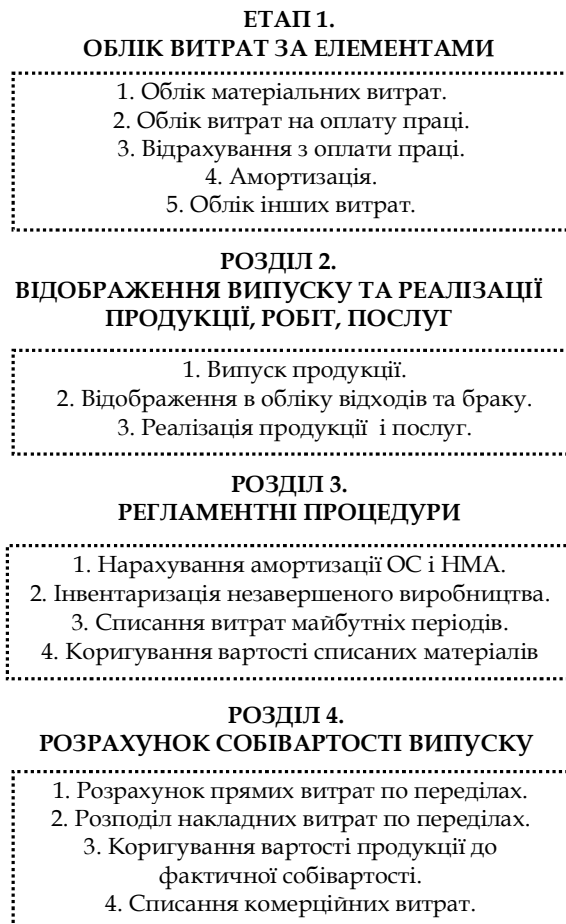 ЕТАП 1.
ОБЛІК ВИТРАТ ЗА ЕЛЕМЕНТАМИ
1. Облік матеріальних витрат.
2. Облік витрат на оплату праці.
3. Відрахування з оплати праці.
4. Амортизація.
5. Облік інших витрат.
РОЗДІЛ 2.
ВІДОБРАЖЕННЯ ВИПУСКУ ТА РЕАЛІЗАЦІЇ
ПРОДУКЦІЇ, РОБІТ, ПОСЛУГ
1. Випуск продукції.
2. Відображення в обліку відходів та браку.
3. Реалізація продукції і послуг.
РОЗДІЛ 3.
РЕГЛАМЕНТНІ ПРОЦЕДУРИ
1. Нарахування амортизації ОС і НМА.
2. Інвентаризація незавершеного виробництва.
3. Списання витрат майбутніх періодів.
4. Коригування вартості списаних матеріалів
РОЗДІЛ 4.
РОЗРАХУНОК СОБІВАРТОСТІ ВИПУСКУ
1. Розрахунок прямих витрат по переділах.
2. Розподіл накладних витрат по переділах.
3. Коригування вартості продукції до
фактичної собівартості.
4. Списання комерційних витрат.